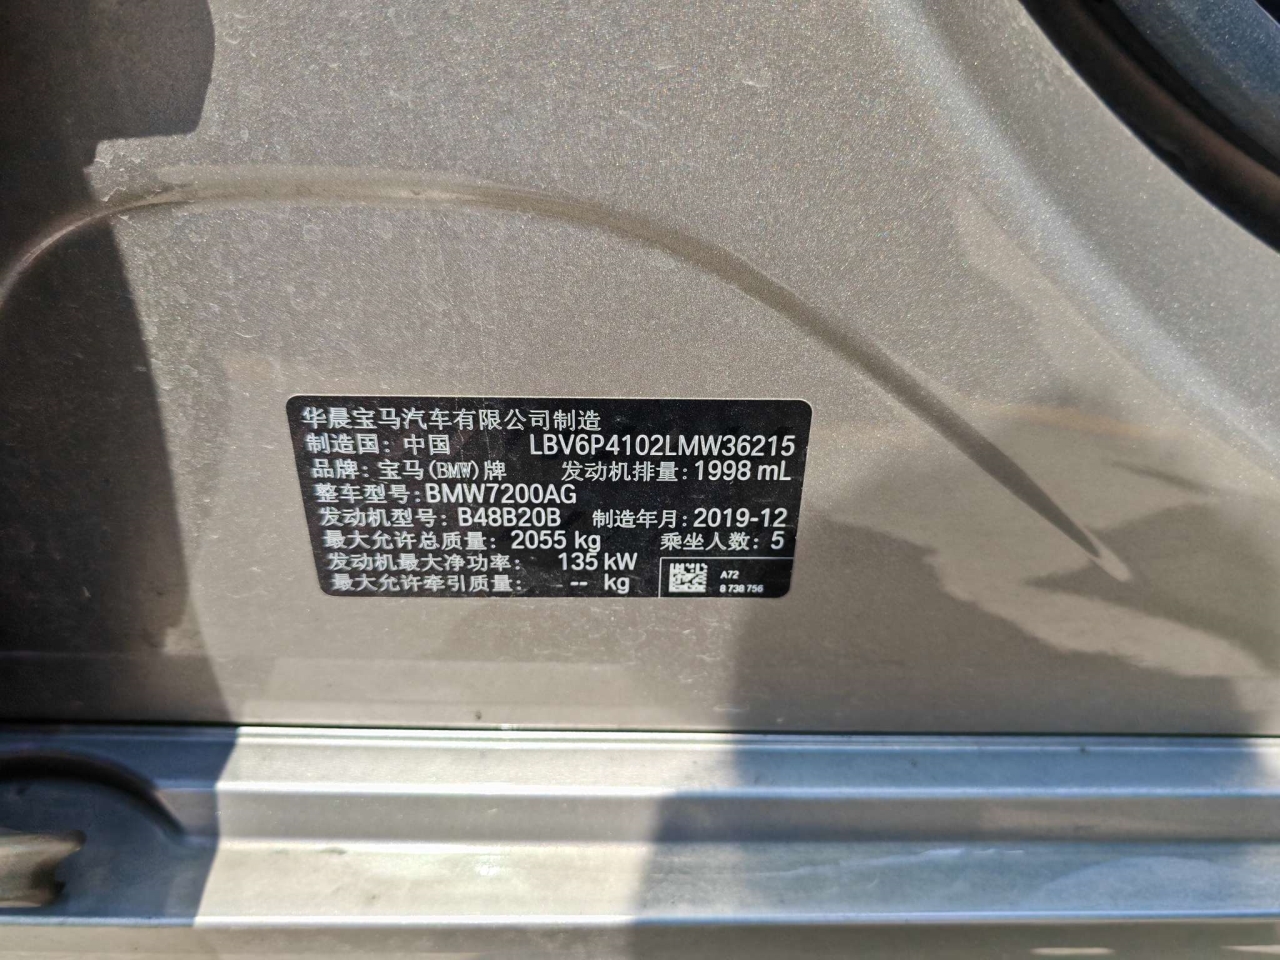 华晨宝马汽车有限公司制造
制造国: 中国 LBV6P4102LMW36215
品牌: 宝马(BMW)牌 发动机排量: 1998 mL
整车型号: BMW7200AG
发动机型号: B48B20B 制造年月: 2019-12
最大允许总质量: 2055 kg 乘坐人数: 5
发动机最大净功率: 135 kW
最大允许牵引质量: -- kg
A72
8 738 756